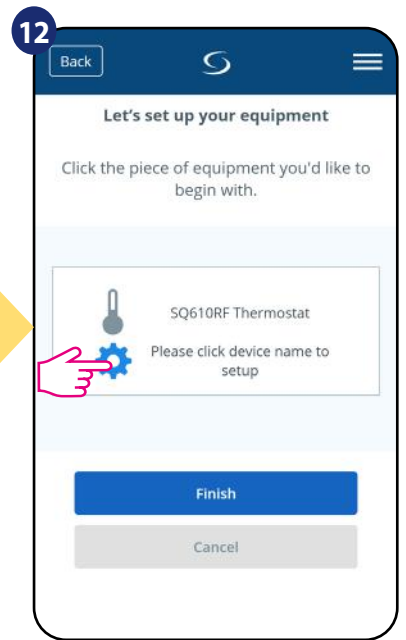 12
Back
Let's set up your equipment
Click the piece of equipment you'd like to
begin with.
SQ610RF Thermostat
Please click device name to
setup
Finish
Cancel